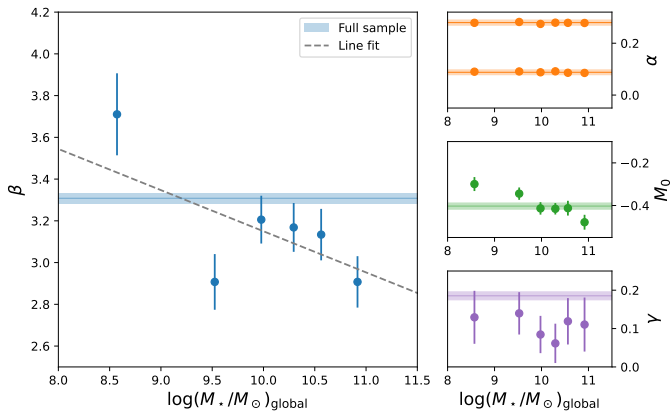 4.2
4.0
3.8
3.6
3.4
3.2
3.0
2.8
2.6
β
8.0 8.5 9.0 9.5 10.0 10.5 11.0 11.5
log(M⋆/M⊙)global
Full sample
Line fit
0.2
0.0
α
8 9 10 11
−0.2
−0.4
M0
8 9 10 11
0.2
0.1
0.0
γ
8 9 10 11
log(M⋆/M⊙)global